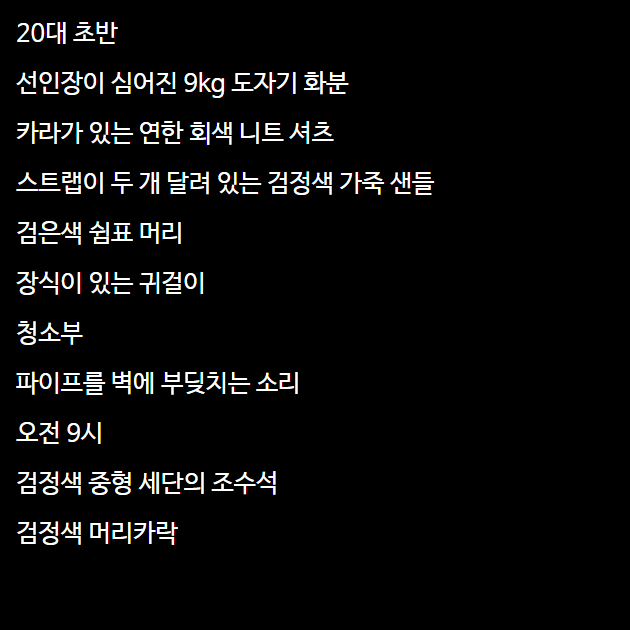 20대 초반
선인장이 심어진 9kg 도자기 화분
카라가 있는 연한 회색 니트 셔츠
스트랩이 두 개 달려 있는 검정색 가죽 샌들
검은색 쉼표 머리
장식이 있는 귀걸이
청소부
파이프를 벽에 부딪치는 소리
오전 9시
검정색 중형 세단의 조수석
검정색 머리카락